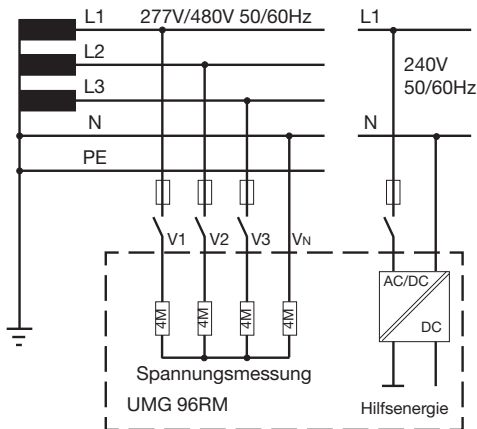 L1 277V/480V 50/60Hz L1
L2
240V
50/60Hz
L3
N N
PE
V1 V2 V3 VN
AC/DC
DC
4M 4M 4M 4M
Spannungsmessung
UMG 96RM
Hilfsenergie